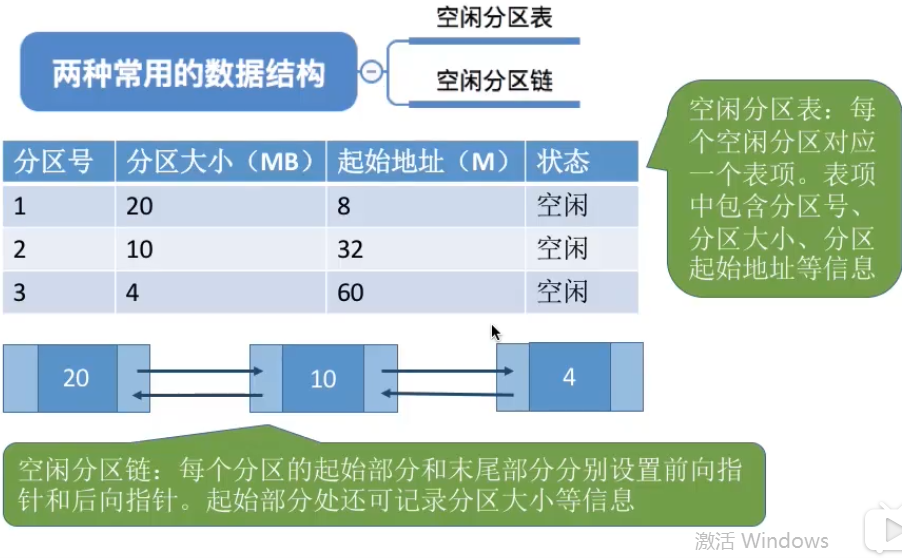 空闲分区表
两种常用的数据结构
空闲分区链
分区号 分区大小（MB） 起始地址（M） 状态
1 20 8 空闲
2 10 32 空闲
3 4 60 空闲
空闲分区表：每
个空闲分区对应
一个表项。表项
中包含分区号、
分区大小、分区
起始地址等信息
20 10 4
空闲分区链：每个分区的起始部分和末尾部分分别设置前向指
针和后向指针。起始部分处还可记录分区大小等信息
激活 Windows